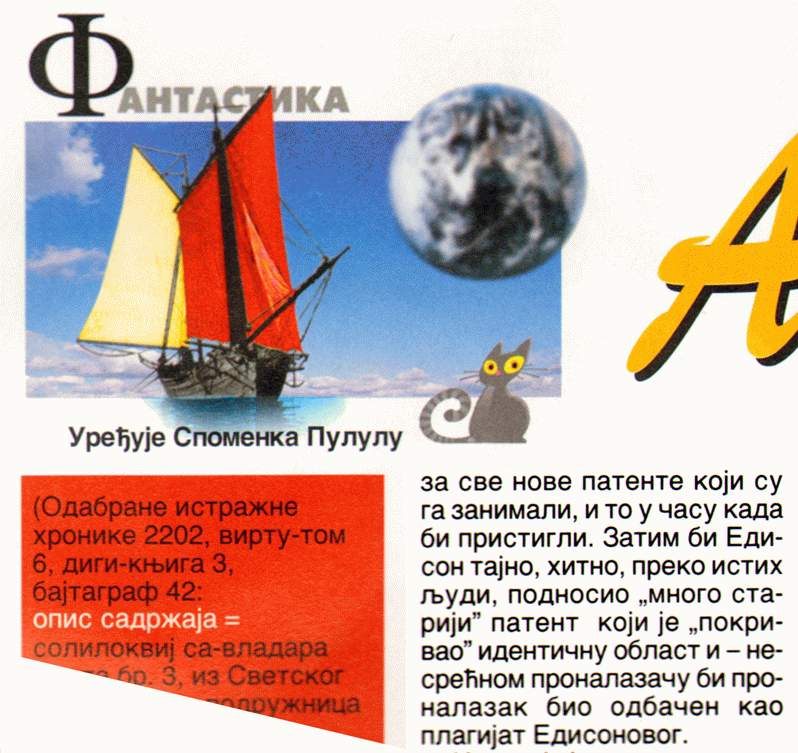 ФАНТАСТИКА
А
Уређује Споменка Пулулу
(Одабране истражне
хронике 2202, вирту-том
6, диги-књига 3,
бајтаграф 42:
опис садржаја =
солилоквиј са-владара
бр. 3, из Светског
подружница
за све нове патенте који су
га занимали, и то у часу када
би пристигли. Затим би Еди-
сон тајно, хитно, преко истих
људи, подносио „много ста-
рији” патент који је „покри-
вао” идентичну област и – не-
срећном проналазачу би про-
налазак био одбачен као
плагијат Едисоновог.